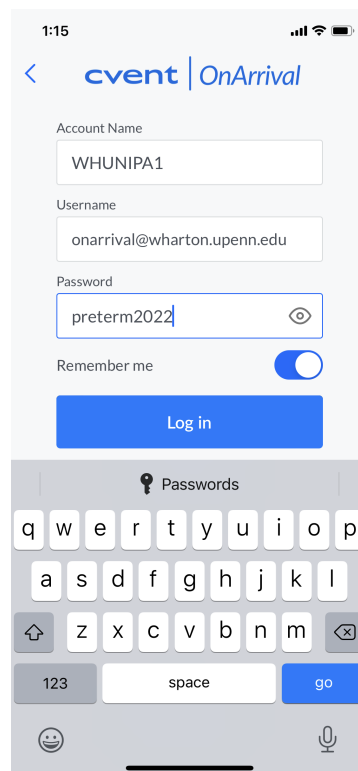 1:15
cvent | OnArrival
Account Name
WHUNIPA1
Username
onarrival@wharton.upenn.edu
Password
preterm2022
Remember me
Log in
Passwords
q w e r t y u i o p
a s d f g h j k l
z x c v b n m
123 space go